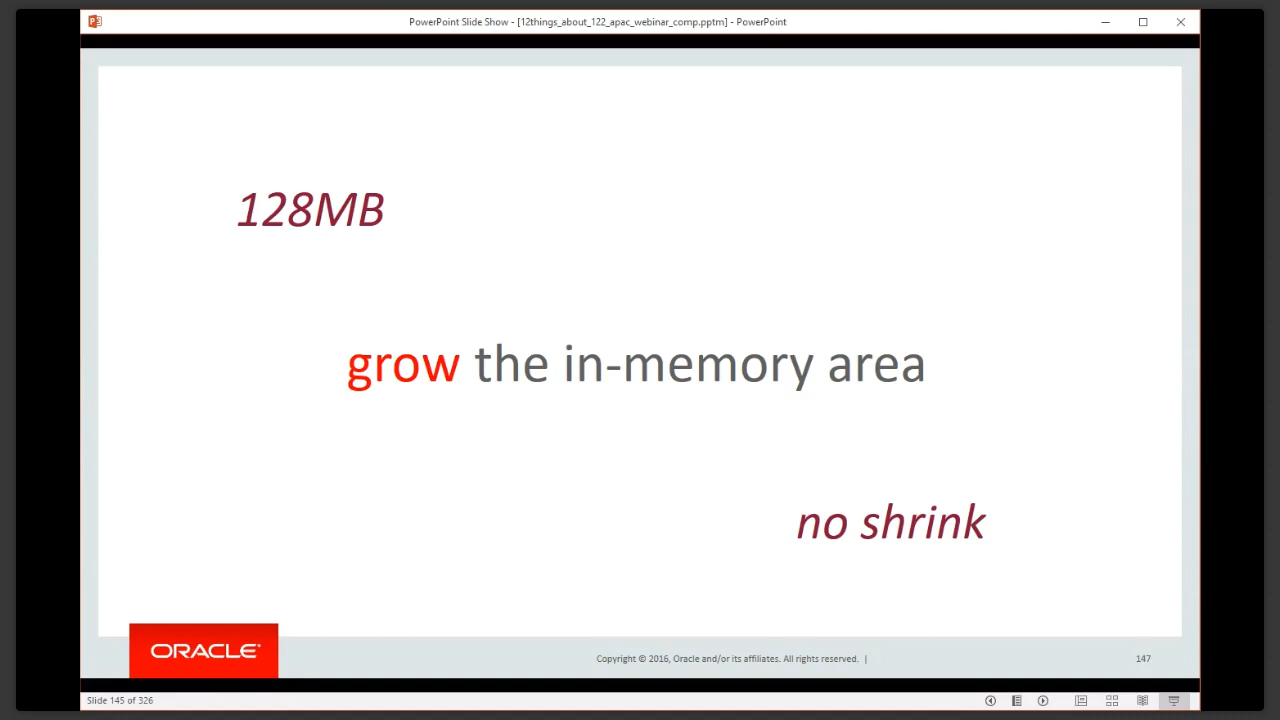 PowerPoint Slide Show - [12things_about_122_apac_webinar_comp.pptm] - PowerPoint
128MB
grow the in-memory area
no shrink
ORACLE
Copyright © 2016, Oracle and/or its affiliates. All rights reserved. |
147
Slide 145 of 326